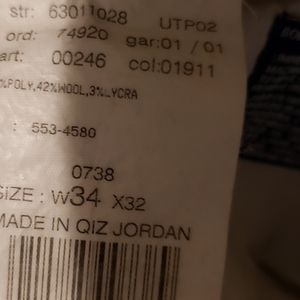 str: 63011028 UTP02
ord: 74920 gar:01 / 01
art: 00246 col:01911
%POLY,42%WOOL,3%LYCRA
: 553-4580
0738
SIZE: W34 X32
MADE IN QIZ JORDAN